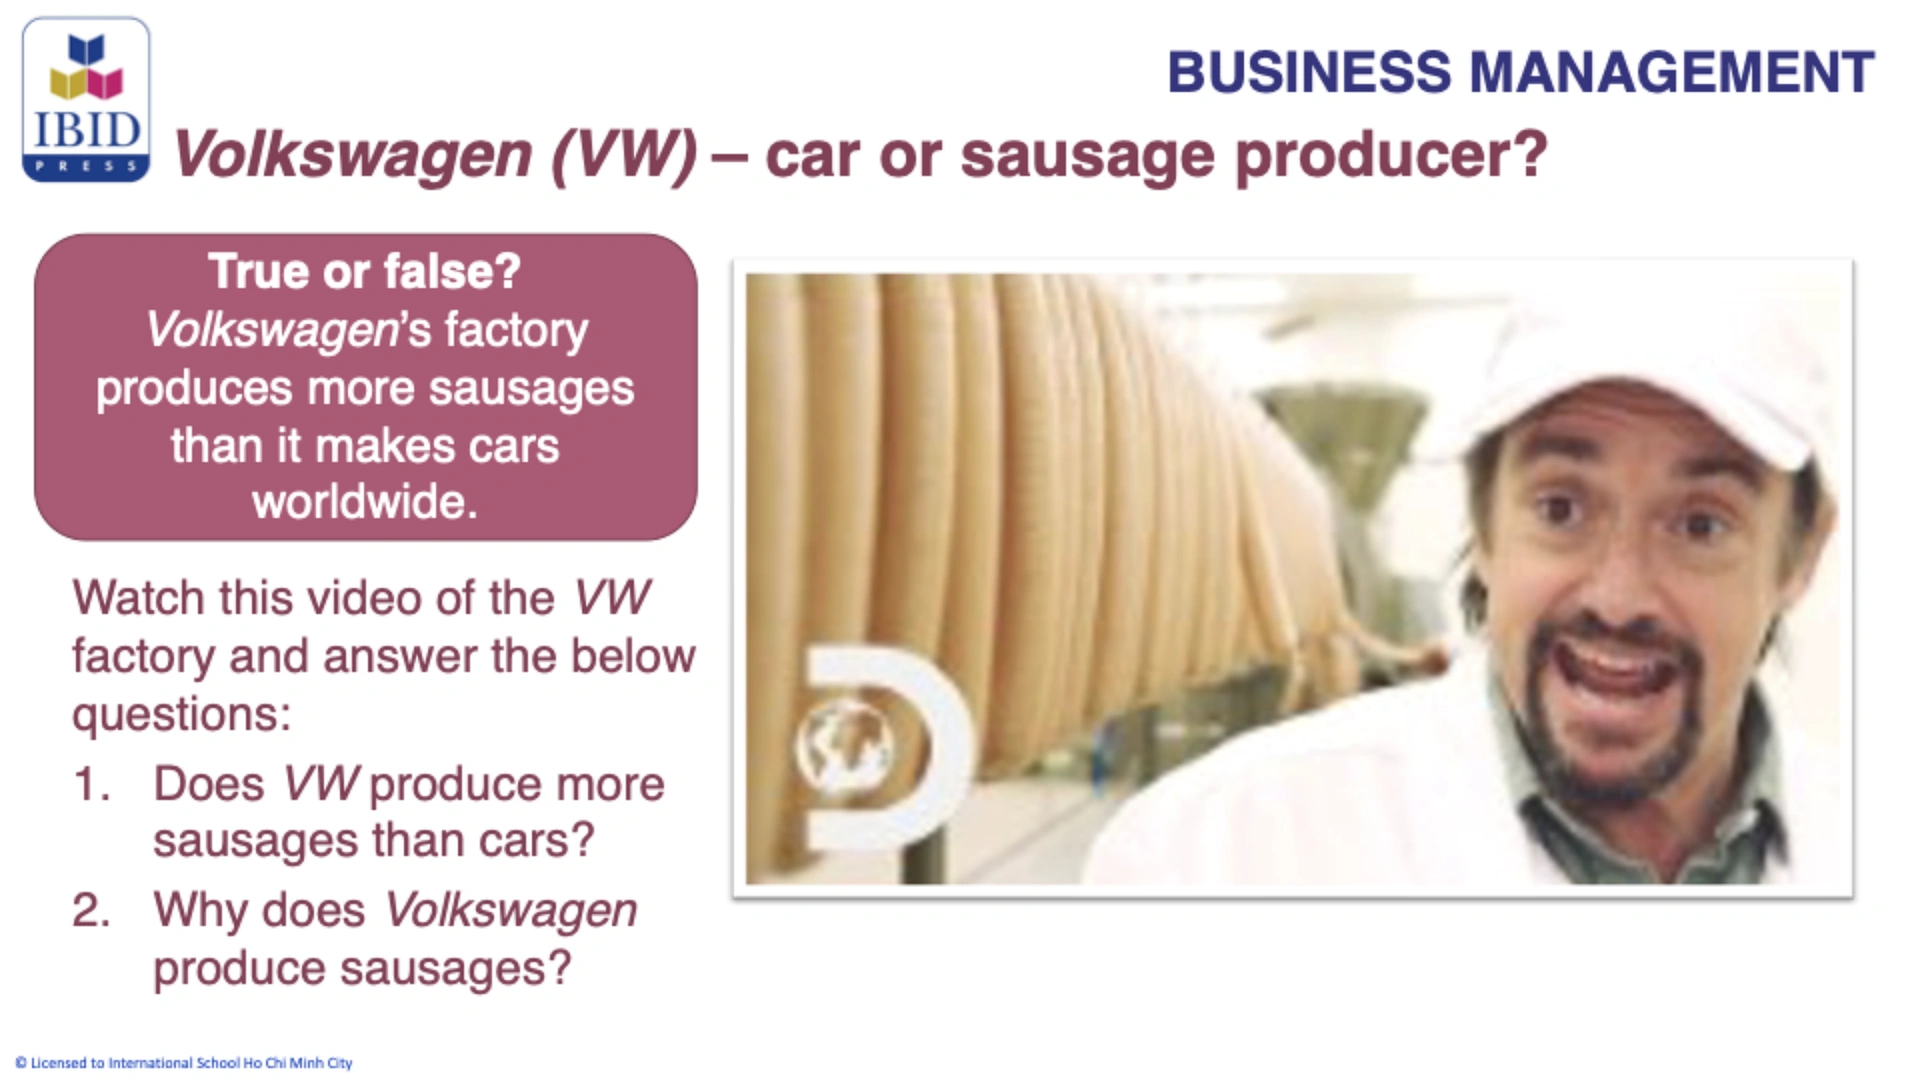 IBID
PRESS
BUSINESS MANAGEMENT
Volkswagen (VW) – car or sausage producer?
True or false?
Volkswagen's factory
produces more sausages
than it makes cars
worldwide.
Watch this video of the VW
factory and answer the below
questions:
1. Does VW produce more
sausages than cars?
2. Why does Volkswagen
produce sausages?
© Licensed to International School Ho Chi Minh City